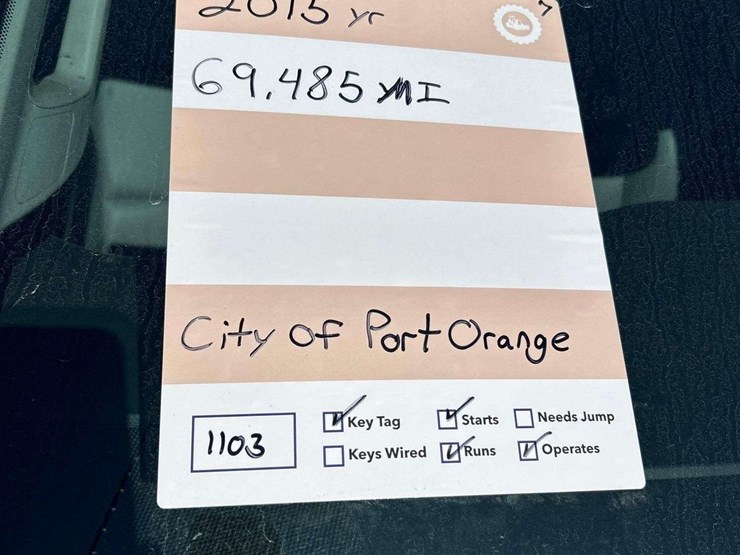 2015 yr
69,485 MI
City of Port Orange
1103
Key Tag Starts Needs Jump
Keys Wired Runs Operates